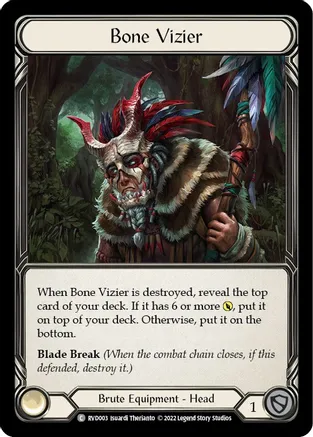 Bone Vizier
When Bone Vizier is destroyed, reveal the top
card of your deck. If it has 6 or more , put it
on top of your deck. Otherwise, put it on the
bottom.
Blade Break (When the combat chain closes, if this
defended, destroy it.)
Brute Equipment - Head
1
C RVD003 Isuardi Therianto © 2022 Legend Story Studios